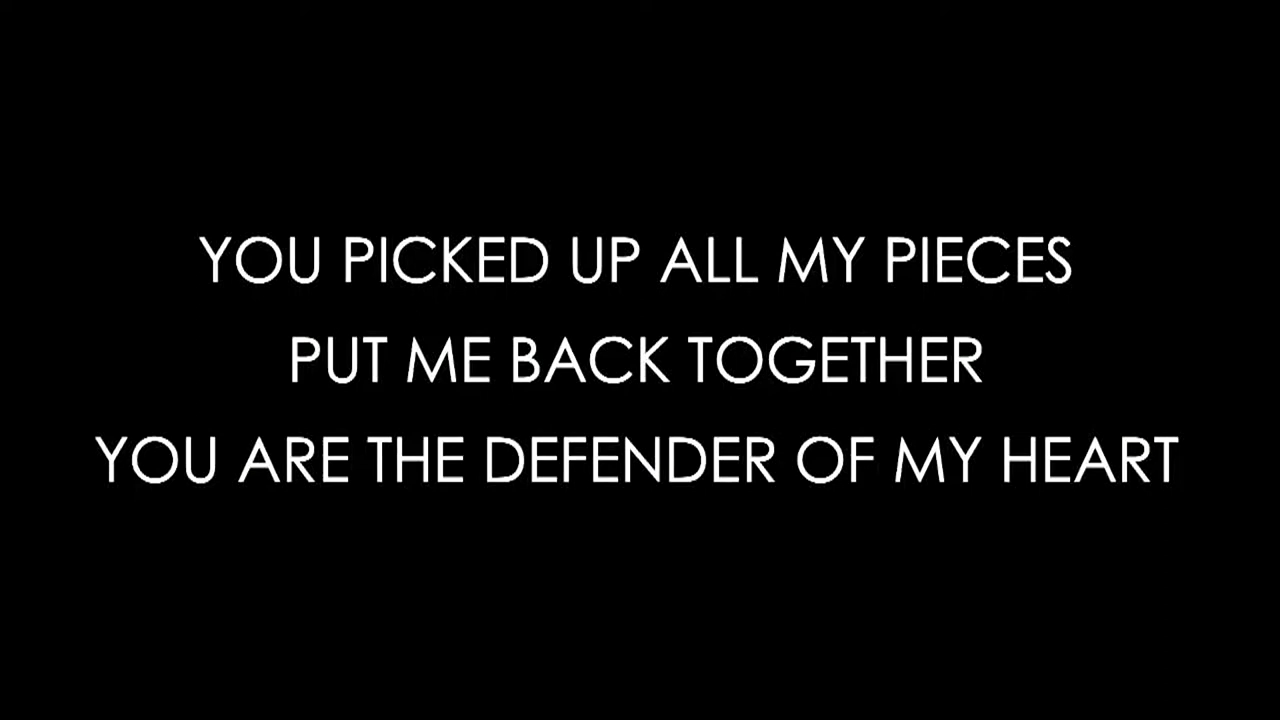 YOU PICKED UP ALL MY PIECES
PUT ME BACK TOGETHER
YOU ARE THE DEFENDER OF MY HEART